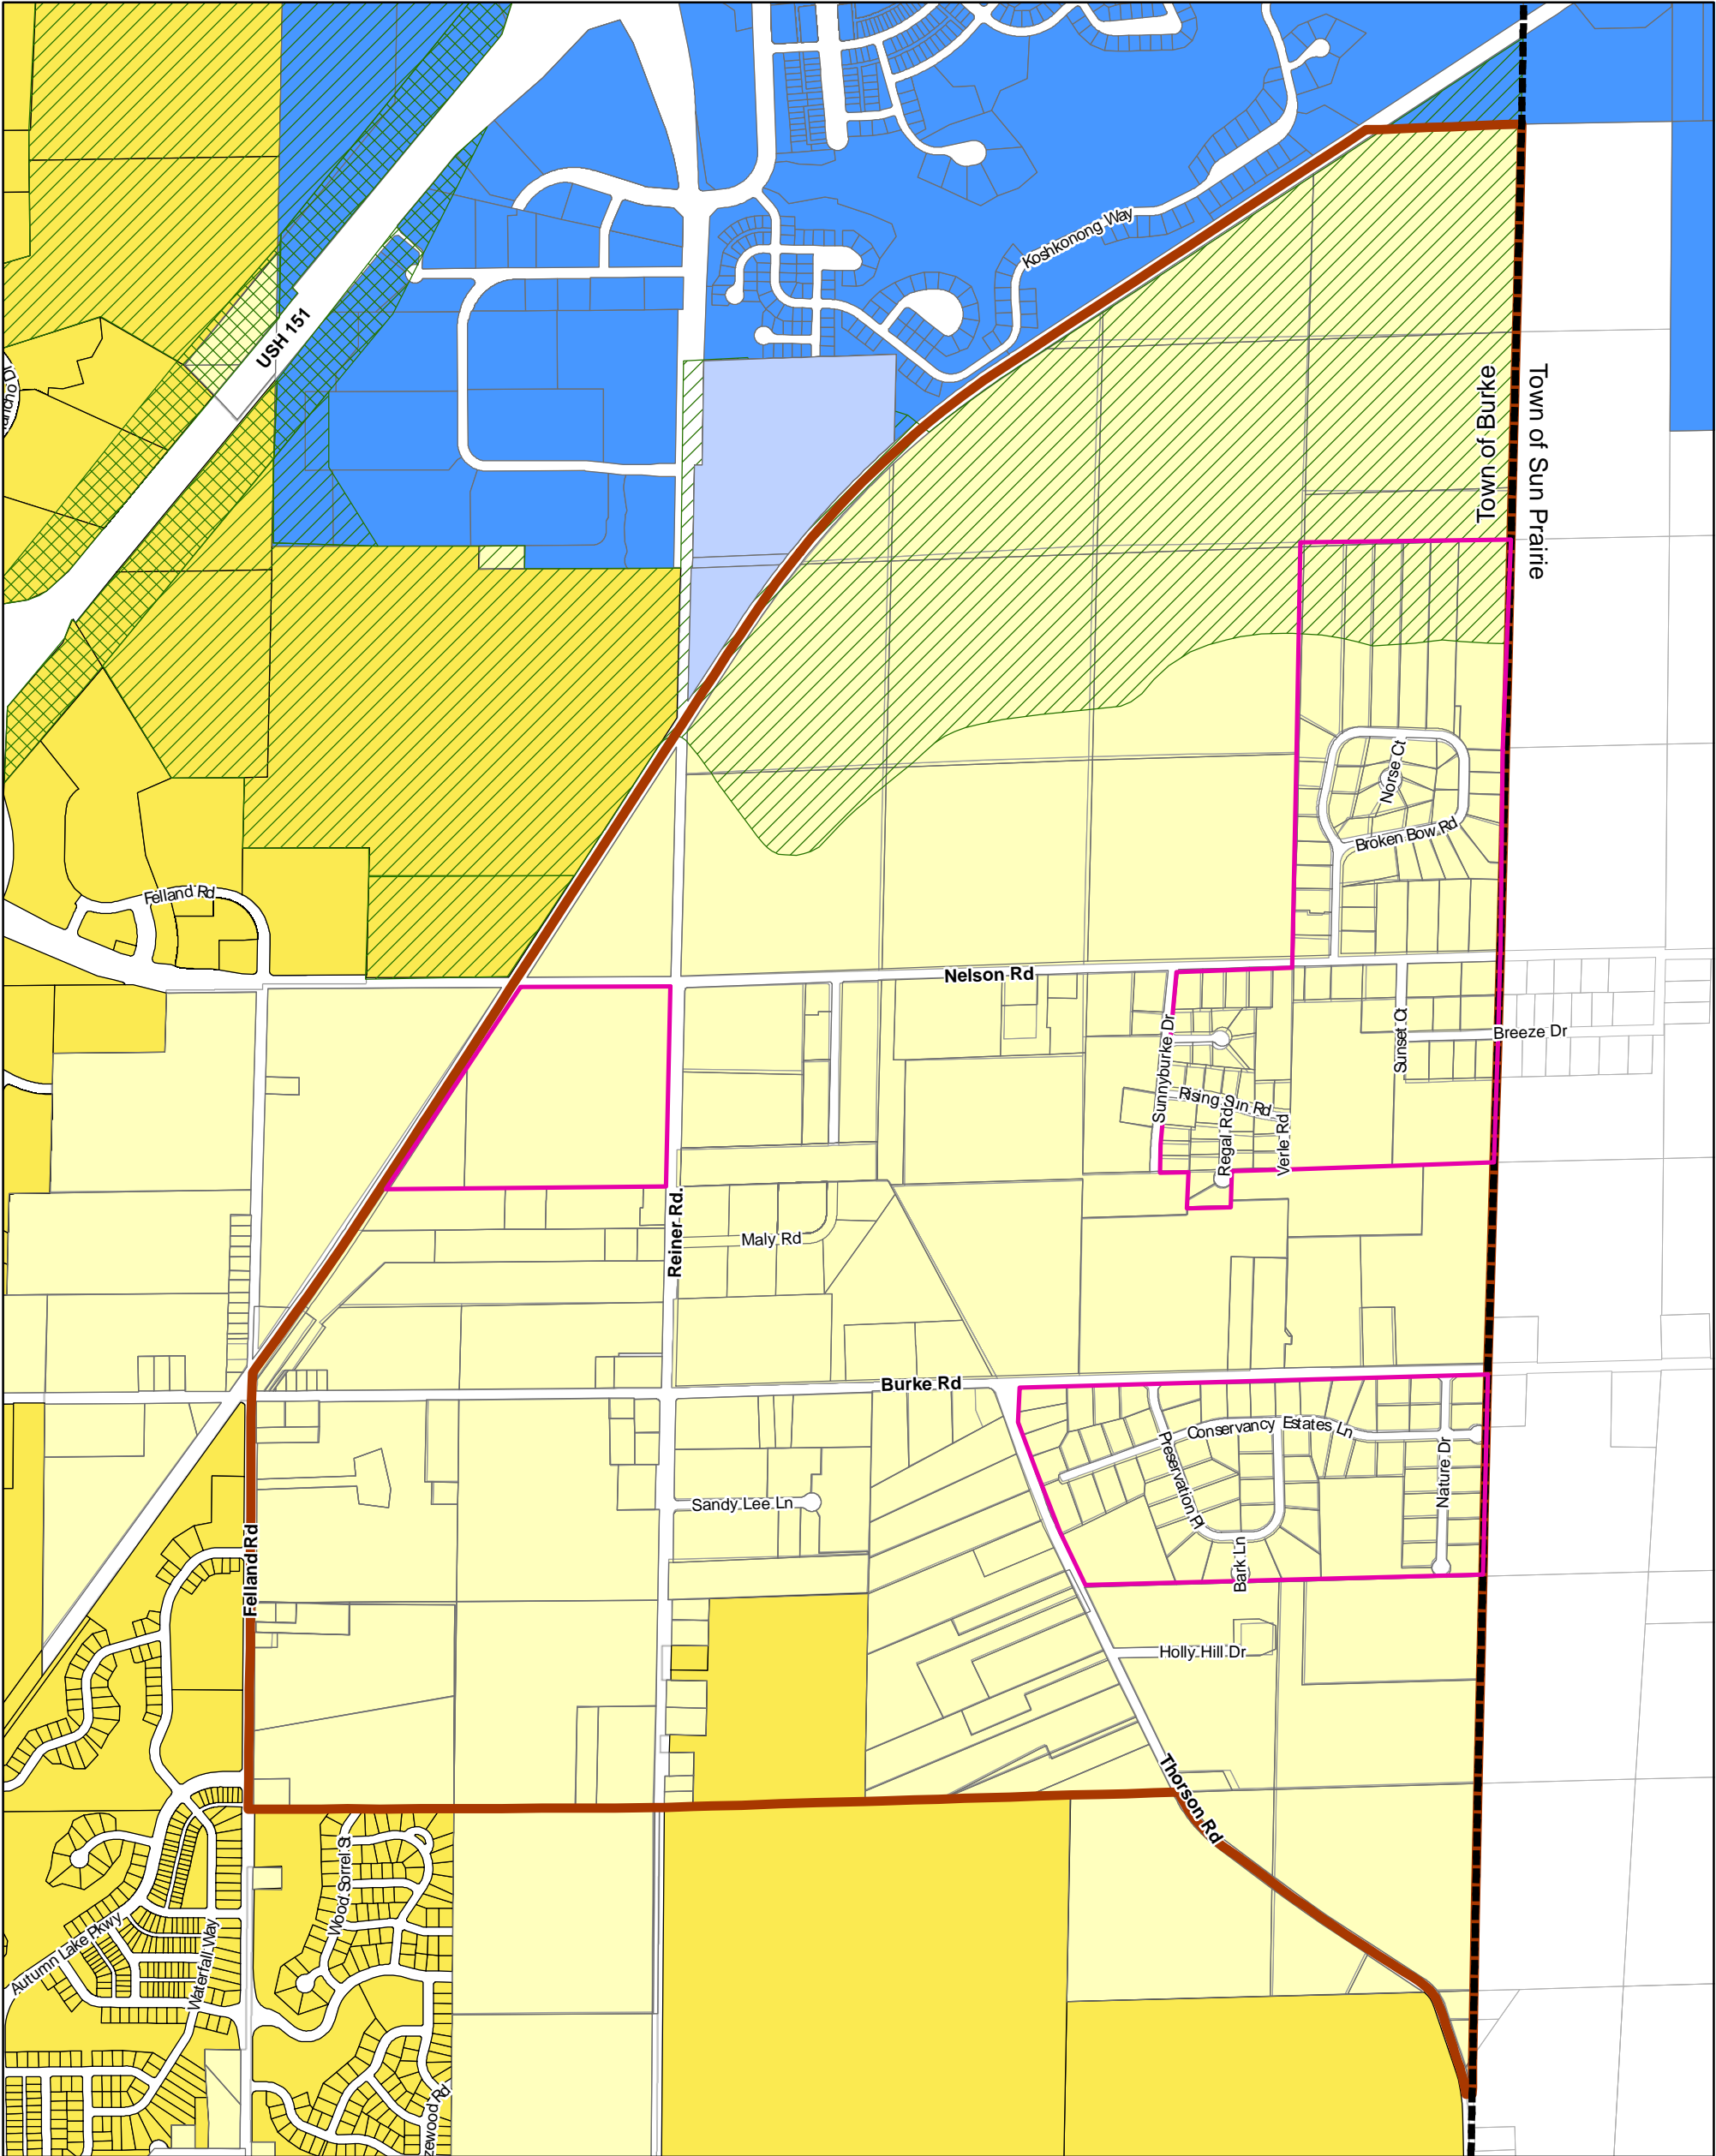 Koshkonong Way
USH 151
Town of Burke
Town of Sun Prairie
Norse Ct
Broken Bow Rd
Felland Rd
Nelson Rd
Sunnyburke Dr
Sunset Ct
Breeze Dr
Rising Sun Rd
Regal Rd
Verle Rd
Reiner Rd.
Maly Rd
Burke Rd
Conservancy Estates Ln
Preservation Pl
Nature Dr
Sandy Lee Ln
Bark Ln
Felland Rd
Holly Hill Dr
Thorson Rd
Wood Sorrel St
Autumn Lake Pkwy
Waterfall Way
zewood Rd